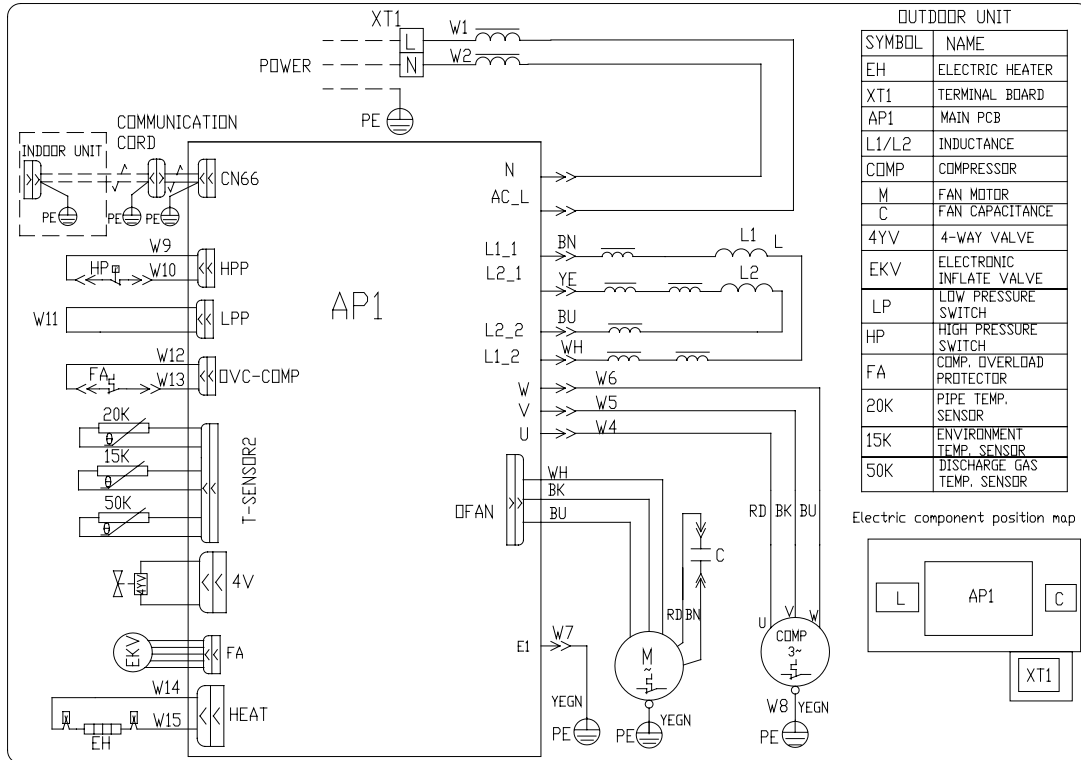 XT1
L
W1
W2
POWER
N
PE
COMMUNICATION
CORD
INDOOR UNIT
PE
PE
PE
CN66
W9
HP
W10
HPP
W11
LPP
W12
FA
W13
OVC-COMP
20K
θ
15K
θ
50K
θ
T-SENSOR2
4YV
4V
EKV
FA
W14
W15
EH
HEAT
AP1
N
AC_L
L1_1
BN
L1
L
L2_1
YE
L2
L2_2
BU
L1_2
WH
W
W6
V
W5
U
W4
OFAN
WH
BK
BU
C
RD
BN
M
~
YEGN
PE
E1
W7
YEGN
PE
RD BK BU
U
V
W
COMP
3~
W8
YEGN
PE
OUTDOOR UNIT
SYMBOL NAME
EH ELECTRIC HEATER
XT1 TERMINAL BOARD
AP1 MAIN PCB
L1/L2 INDUCTANCE
COMP COMPRESSOR
M FAN MOTOR
C FAN CAPACITANCE
4YV 4-WAY VALVE
EKV ELECTRONIC
INFLATE VALVE
LP LOW PRESSURE
SWITCH
HP HIGH PRESSURE
SWITCH
FA COMP. OVERLOAD
PROTECTOR
20K PIPE TEMP.
SENSOR
15K ENVIRONMENT
TEMP. SENSOR
50K DISCHARGE GAS
TEMP. SENSOR
Electric component position map
L
AP1
C
XT1